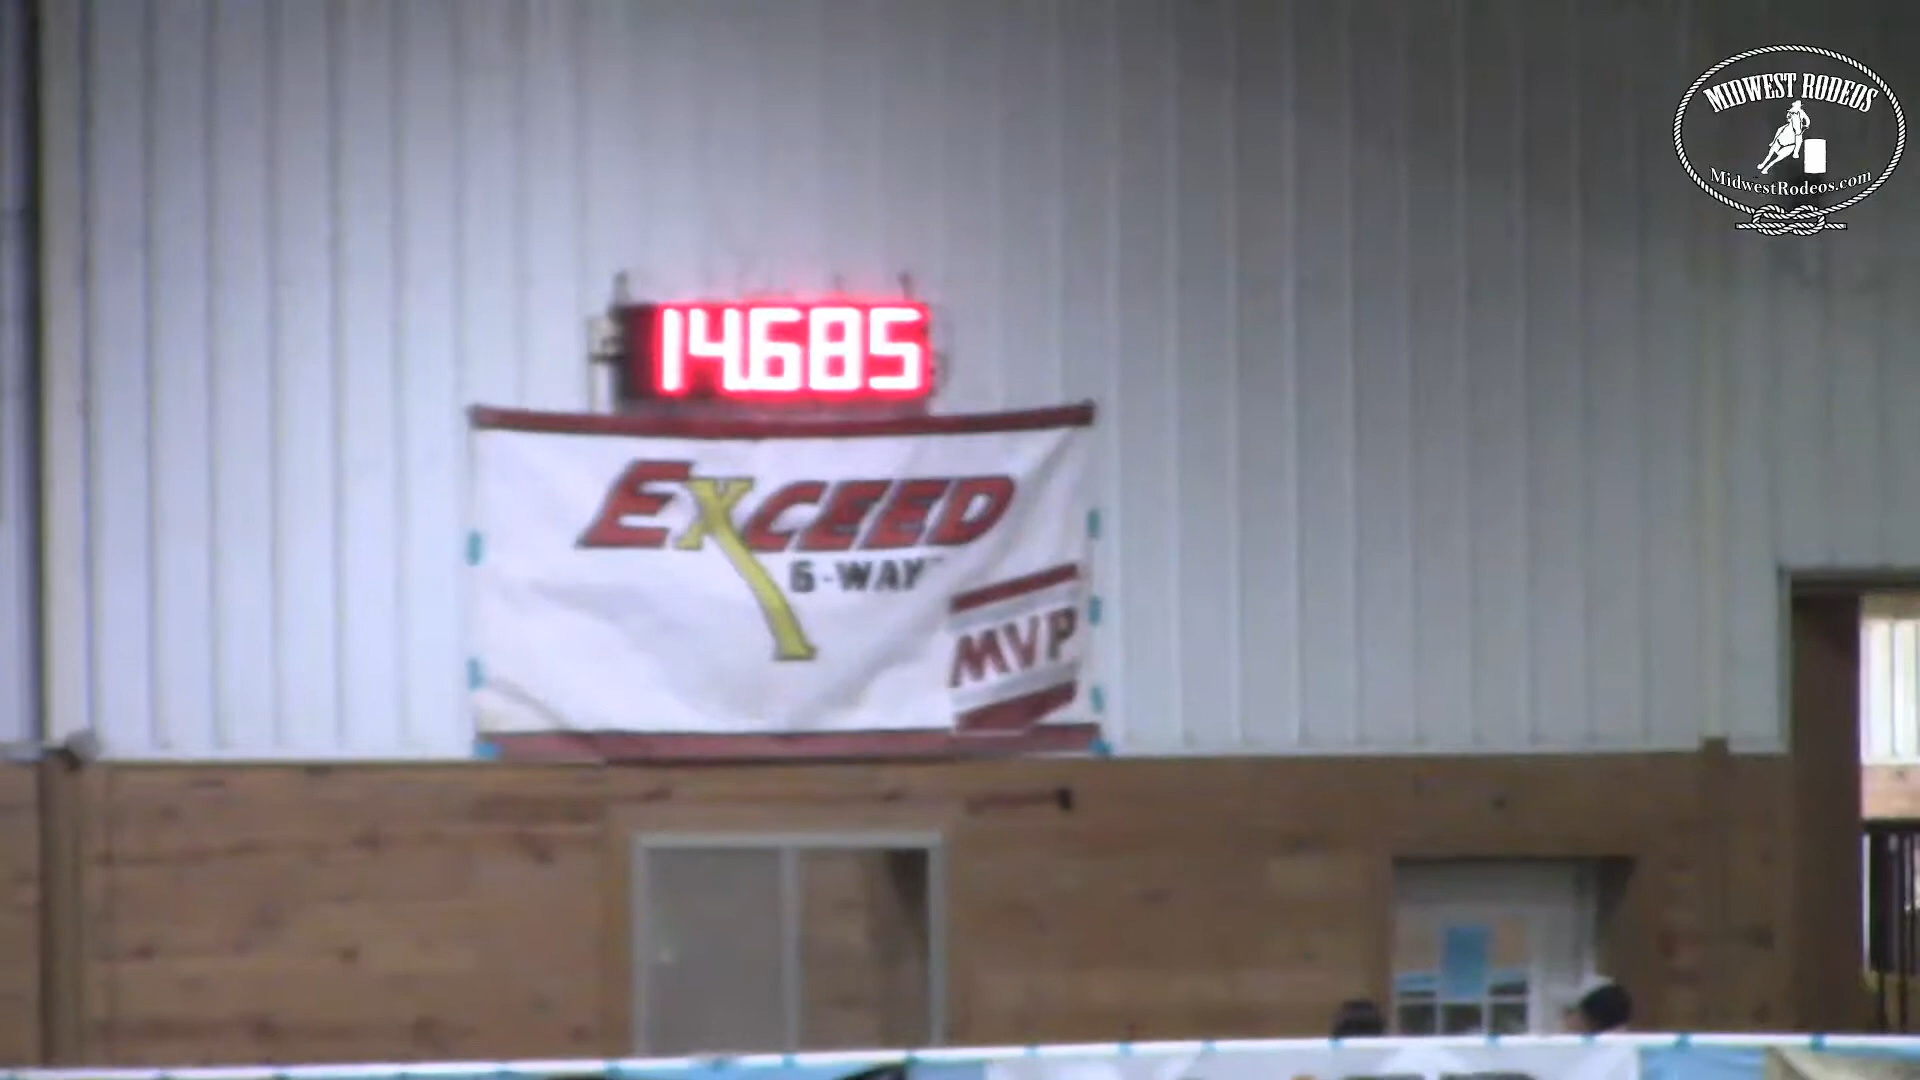 MIDWEST RODEOS
MidwestRodeos.com
14.685
EXCEED
6-WAY
MVP